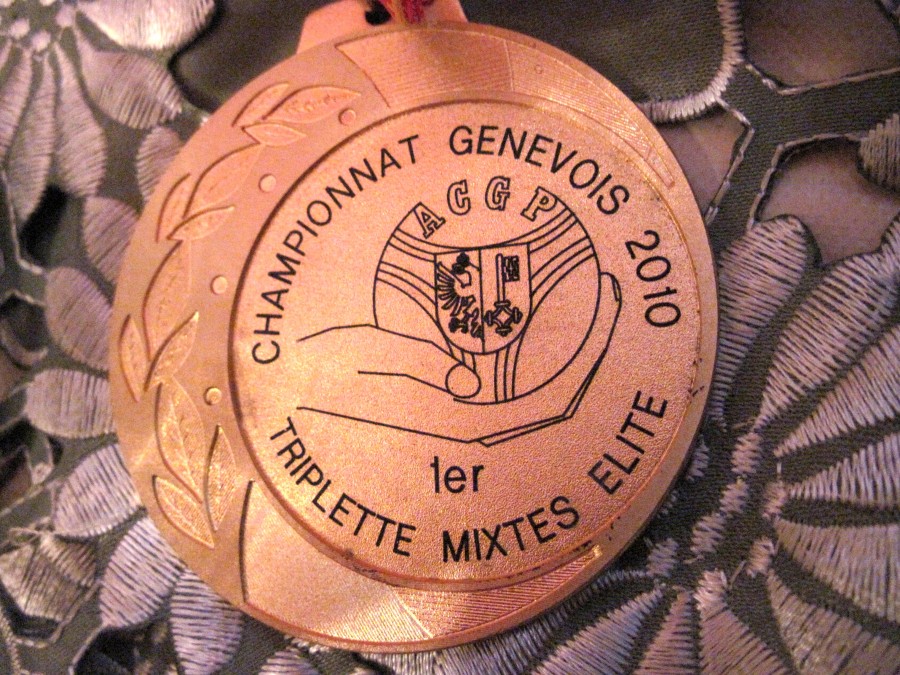 CHAMPIONNAT GENEVOIS 2010
ACGP
1er
TRIPLETTE MIXTES ELITE